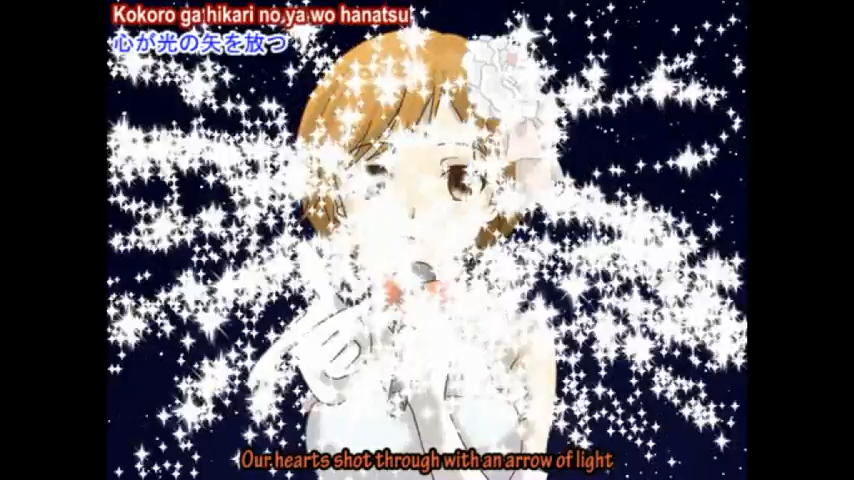 Kokoro ga hikari no ya wo hanatsu
心が光の矢を放つ
Our hearts shot through with an arrow of light